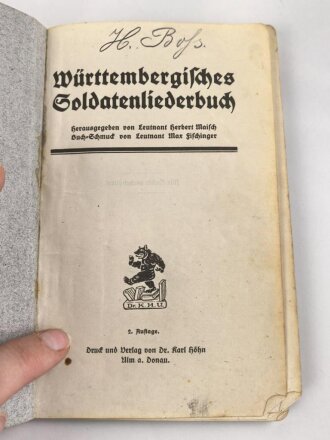 H. Boss.
Württembergisches
Soldatenliederbuch
Herausgegeben von Leutnant Herbert Maisch
Buch-Schmuck von Leutnant Max Fischinger
Dr. K. H. U.
2. Auflage.
Druck und Verlag von Dr. Karl Höhn
Ulm a. Donau.